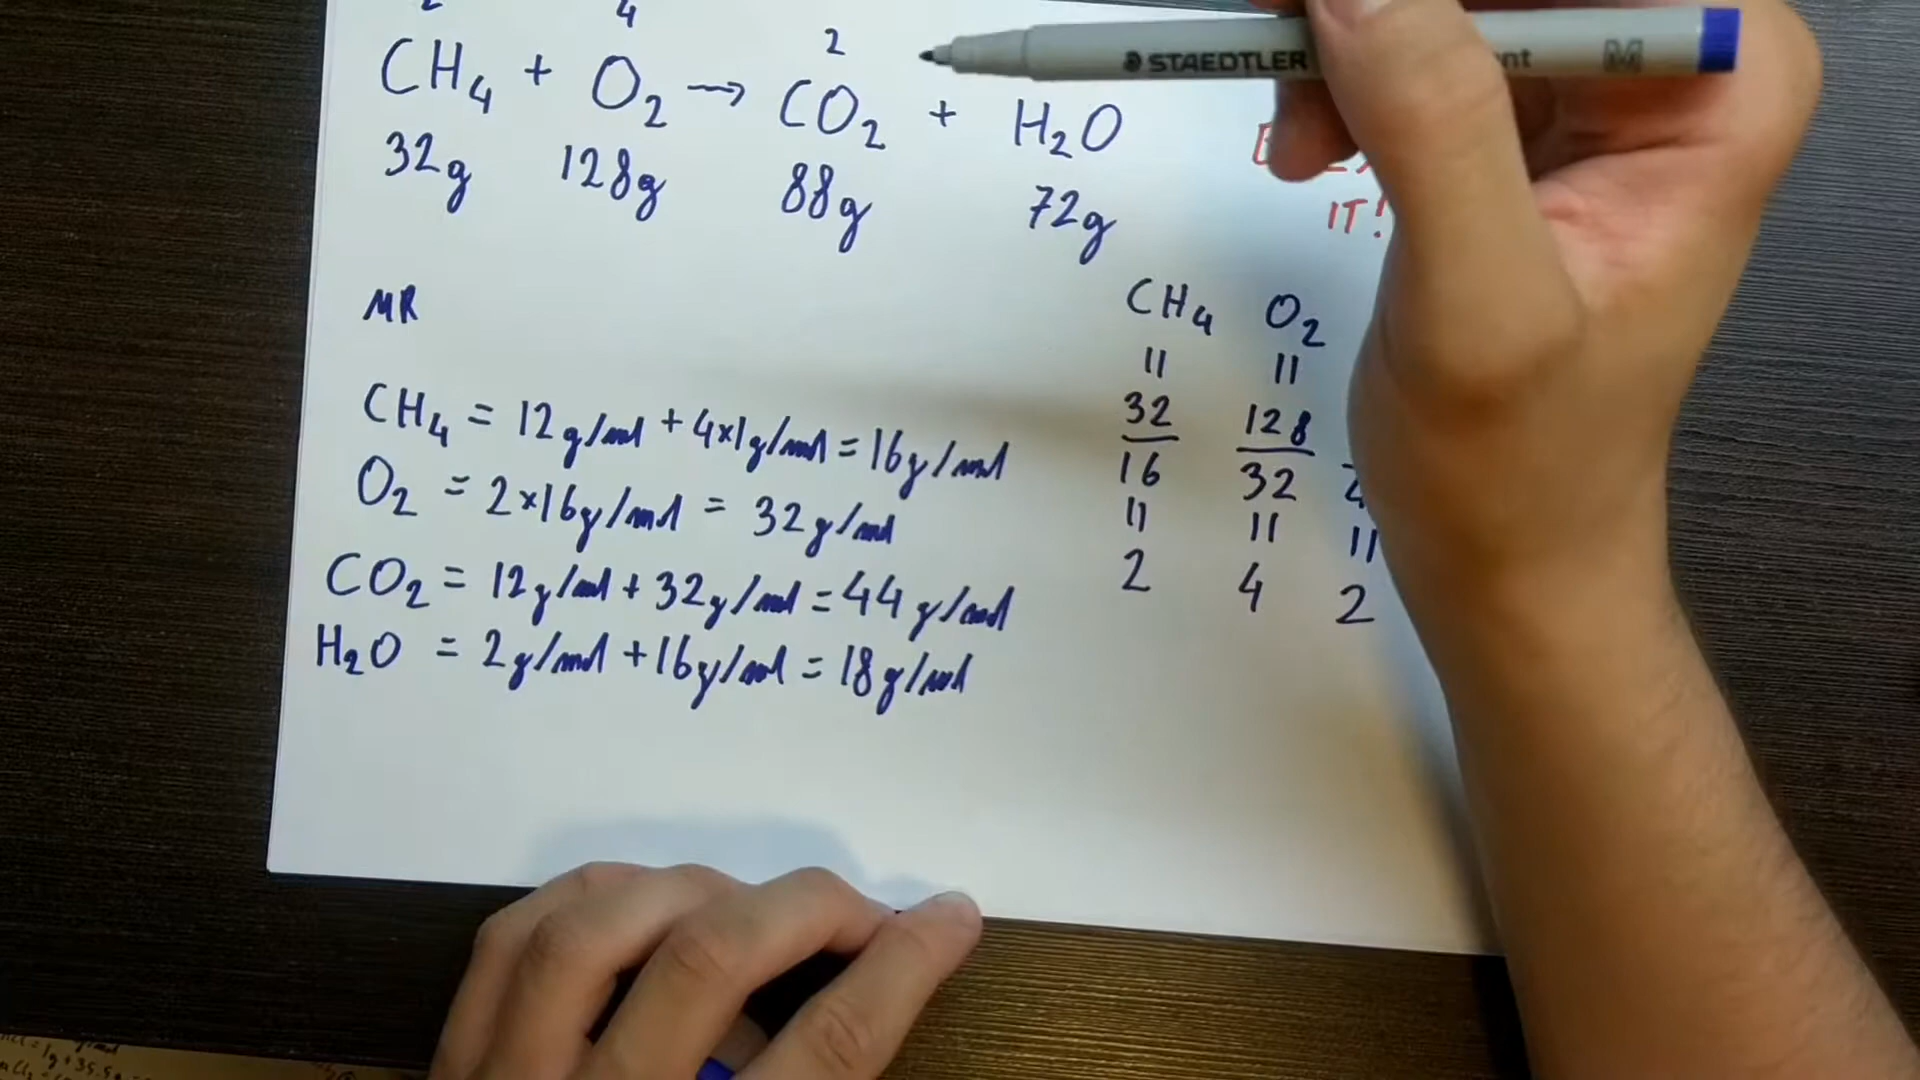 4
2
CH₄ + O₂ → CO₂ + H₂O
32g 128g 88g 72g
STAEDTLER
M
IT!
MR
CH₄ = 12g/mol + 4×1g/mol = 16g/mol
O₂ = 2×16g/mol = 32g/mol
CO₂ = 12g/mol + 32g/mol = 44g/mol
H₂O = 2g/mol + 16g/mol = 18g/mol
CH₄ O₂
11 11
32 128
16 32 4
11 11 11
2 4 2